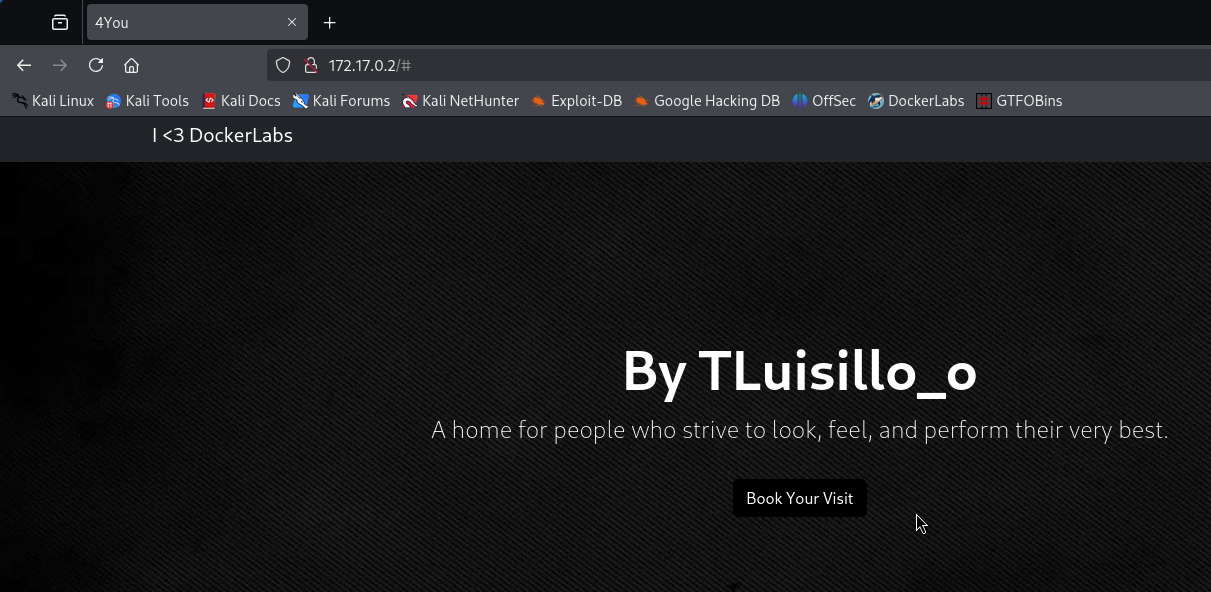 4You
172.17.0.2/#
Kali Linux Kali Tools Kali Docs Kali Forums Kali NetHunter Exploit-DB Google Hacking DB OffSec DockerLabs GTFOBins
I <3 DockerLabs
By TLuisillo_o
A home for people who strive to look, feel, and perform their very best.
Book Your Visit